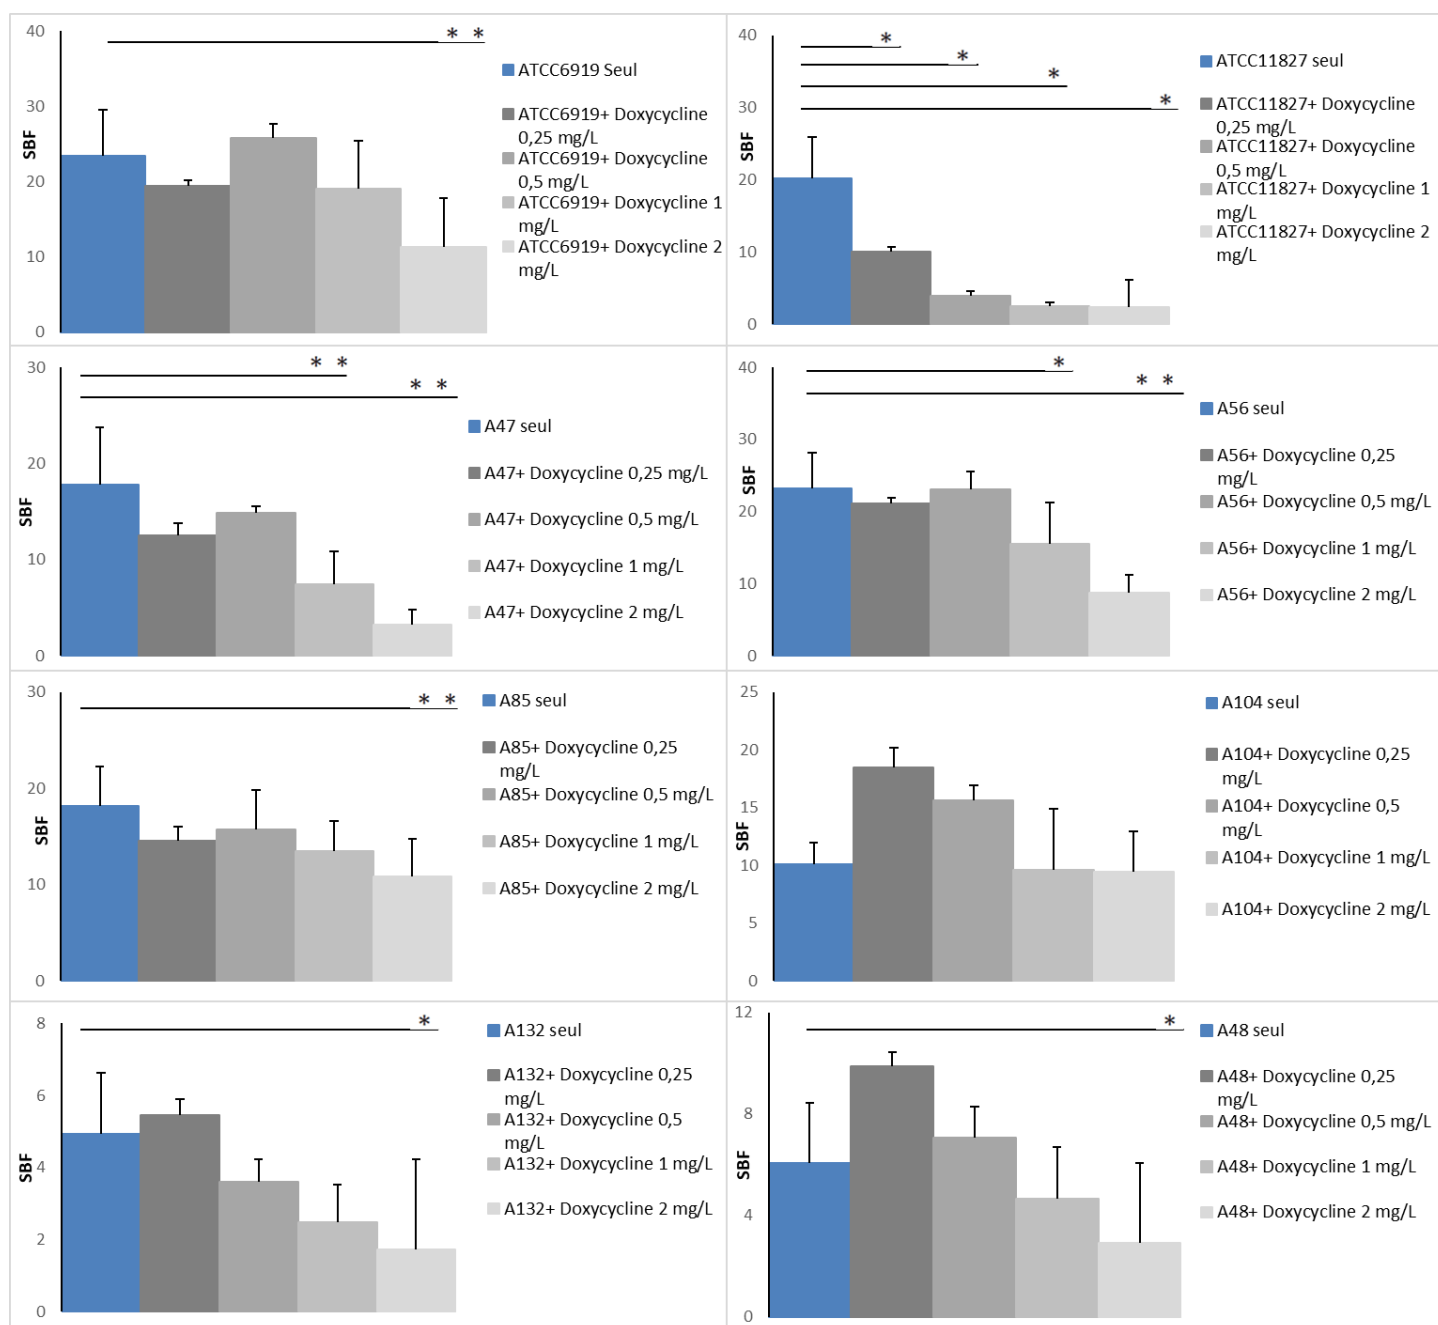 40
30
20
10
0
SBF
* *
ATCC6919 Seul
ATCC6919+ Doxycycline
0,25 mg/L
ATCC6919+ Doxycycline
0,5 mg/L
ATCC6919+ Doxycycline 1
mg/L
ATCC6919+ Doxycycline 2
mg/L
40
30
20
10
0
SBF
*
*
*
*
ATCC11827 seul
ATCC11827+ Doxycycline
0,25 mg/L
ATCC11827+ Doxycycline
0,5 mg/L
ATCC11827+ Doxycycline 1
mg/L
ATCC11827+ Doxycycline 2
mg/L
30
20
10
0
SBF
* *
* *
A47 seul
A47+ Doxycycline 0,25 mg/L
A47+ Doxycycline 0,5 mg/L
A47+ Doxycycline 1 mg/L
A47+ Doxycycline 2 mg/L
40
30
20
10
0
SBF
*
* *
A56 seul
A56+ Doxycycline 0,25
mg/L
A56+ Doxycycline 0,5 mg/L
A56+ Doxycycline 1 mg/L
A56+ Doxycycline 2 mg/L
30
20
10
0
SBF
* *
A85 seul
A85+ Doxycycline 0,25
mg/L
A85+ Doxycycline 0,5 mg/L
A85+ Doxycycline 1 mg/L
A85+ Doxycycline 2 mg/L
25
20
15
10
5
0
SBF
A104 seul
A104+ Doxycycline 0,25
mg/L
A104+ Doxycycline 0,5
mg/L
A104+ Doxycycline 1 mg/L
A104+ Doxycycline 2 mg/L
8
6
4
2
0
SBF
*
A132 seul
A132+ Doxycycline 0,25
mg/L
A132+ Doxycycline 0,5
mg/L
A132+ Doxycycline 1 mg/L
A132+ Doxycycline 2 mg/L
12
8
4
0
SBF
*
A48 seul
A48+ Doxycycline 0,25
mg/L
A48+ Doxycycline 0,5 mg/L
A48+ Doxycycline 1 mg/L
A48+ Doxycycline 2 mg/L